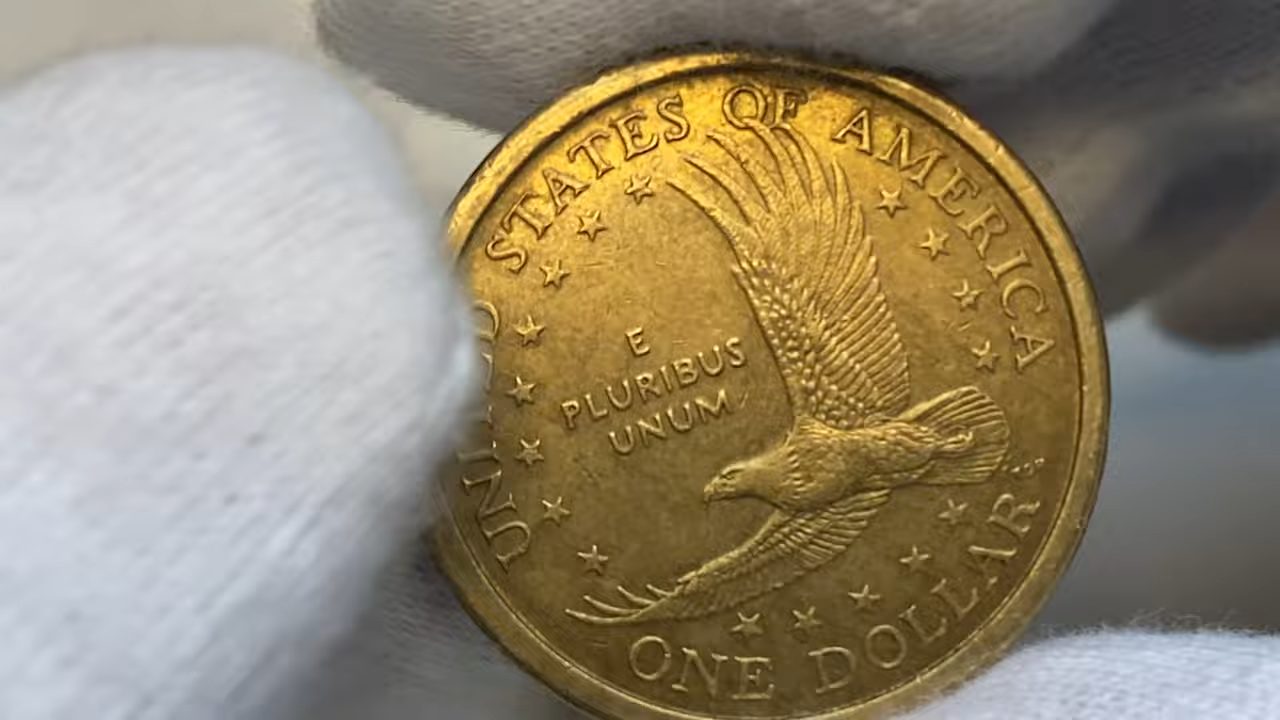 UNITED STATES OF AMERICA
E
PLURIBUS
UNUM
ONE DOLLAR